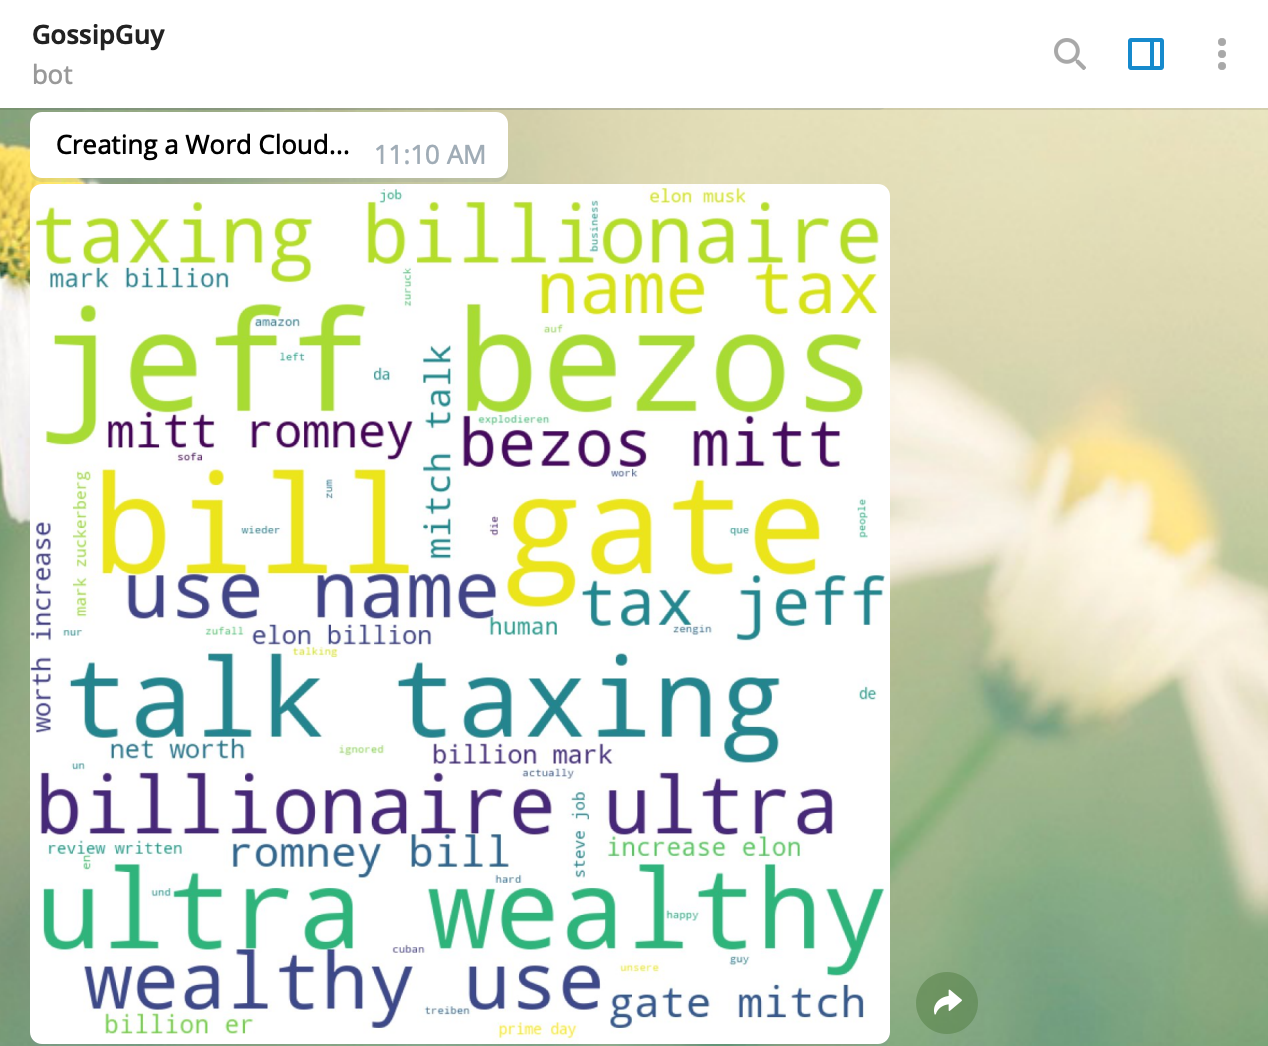 GossipGuy
bot
Creating a Word Cloud... 11:10 AM
job
elon musk
taxing billionaire
business
mark billion
zuruck
name tax
jeff bezos
amazon
auf
left
da
mitch talk
mitt romney
explodieren
bezos mitt
sofa
work
mark zuckerberg
bill gate
zum
wieder
die
que
people
worth increase
use name
tax jeff
nur
zufall
elon billion
human
zengin
talking
talk taxing
de
net worth
ignored
billion mark
un
actually
billionaire ultra
steve job
review written
en
romney bill
increase elon
ultra wealthy
und
hard
happy
cuban
guy
wealthy use
unsere
gate mitch
treiben
billion er
prime day